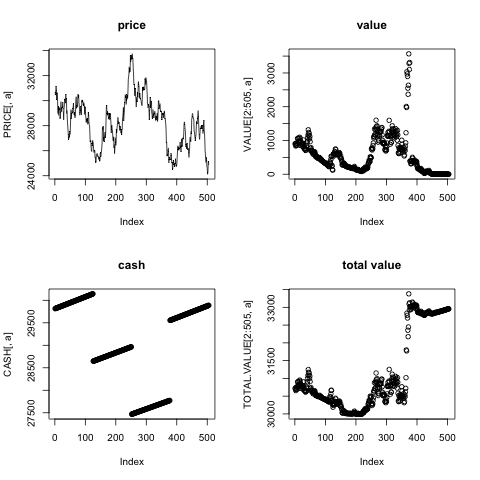 price
PRICE[, a]
24000 28000 32000
0 100 200 300 400 500
Index
value
VALUE[2:505, a]
0 1000 2000 3000
0 100 200 300 400 500
Index
cash
CASH[, a]
27500 28500 29500
0 100 200 300 400 500
Index
total value
TOTAL.VALUE[2:505, a]
30000 31500 33000
0 100 200 300 400 500
Index